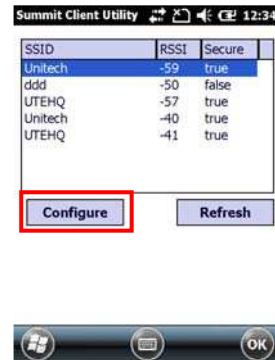 Summit Client Utility 12:34
SSID RSSI Secure
Unitech -59 true
ddd -50 false
UTEHQ -57 true
Unitech -40 true
UTEHQ -41 true
Configure Refresh
OK